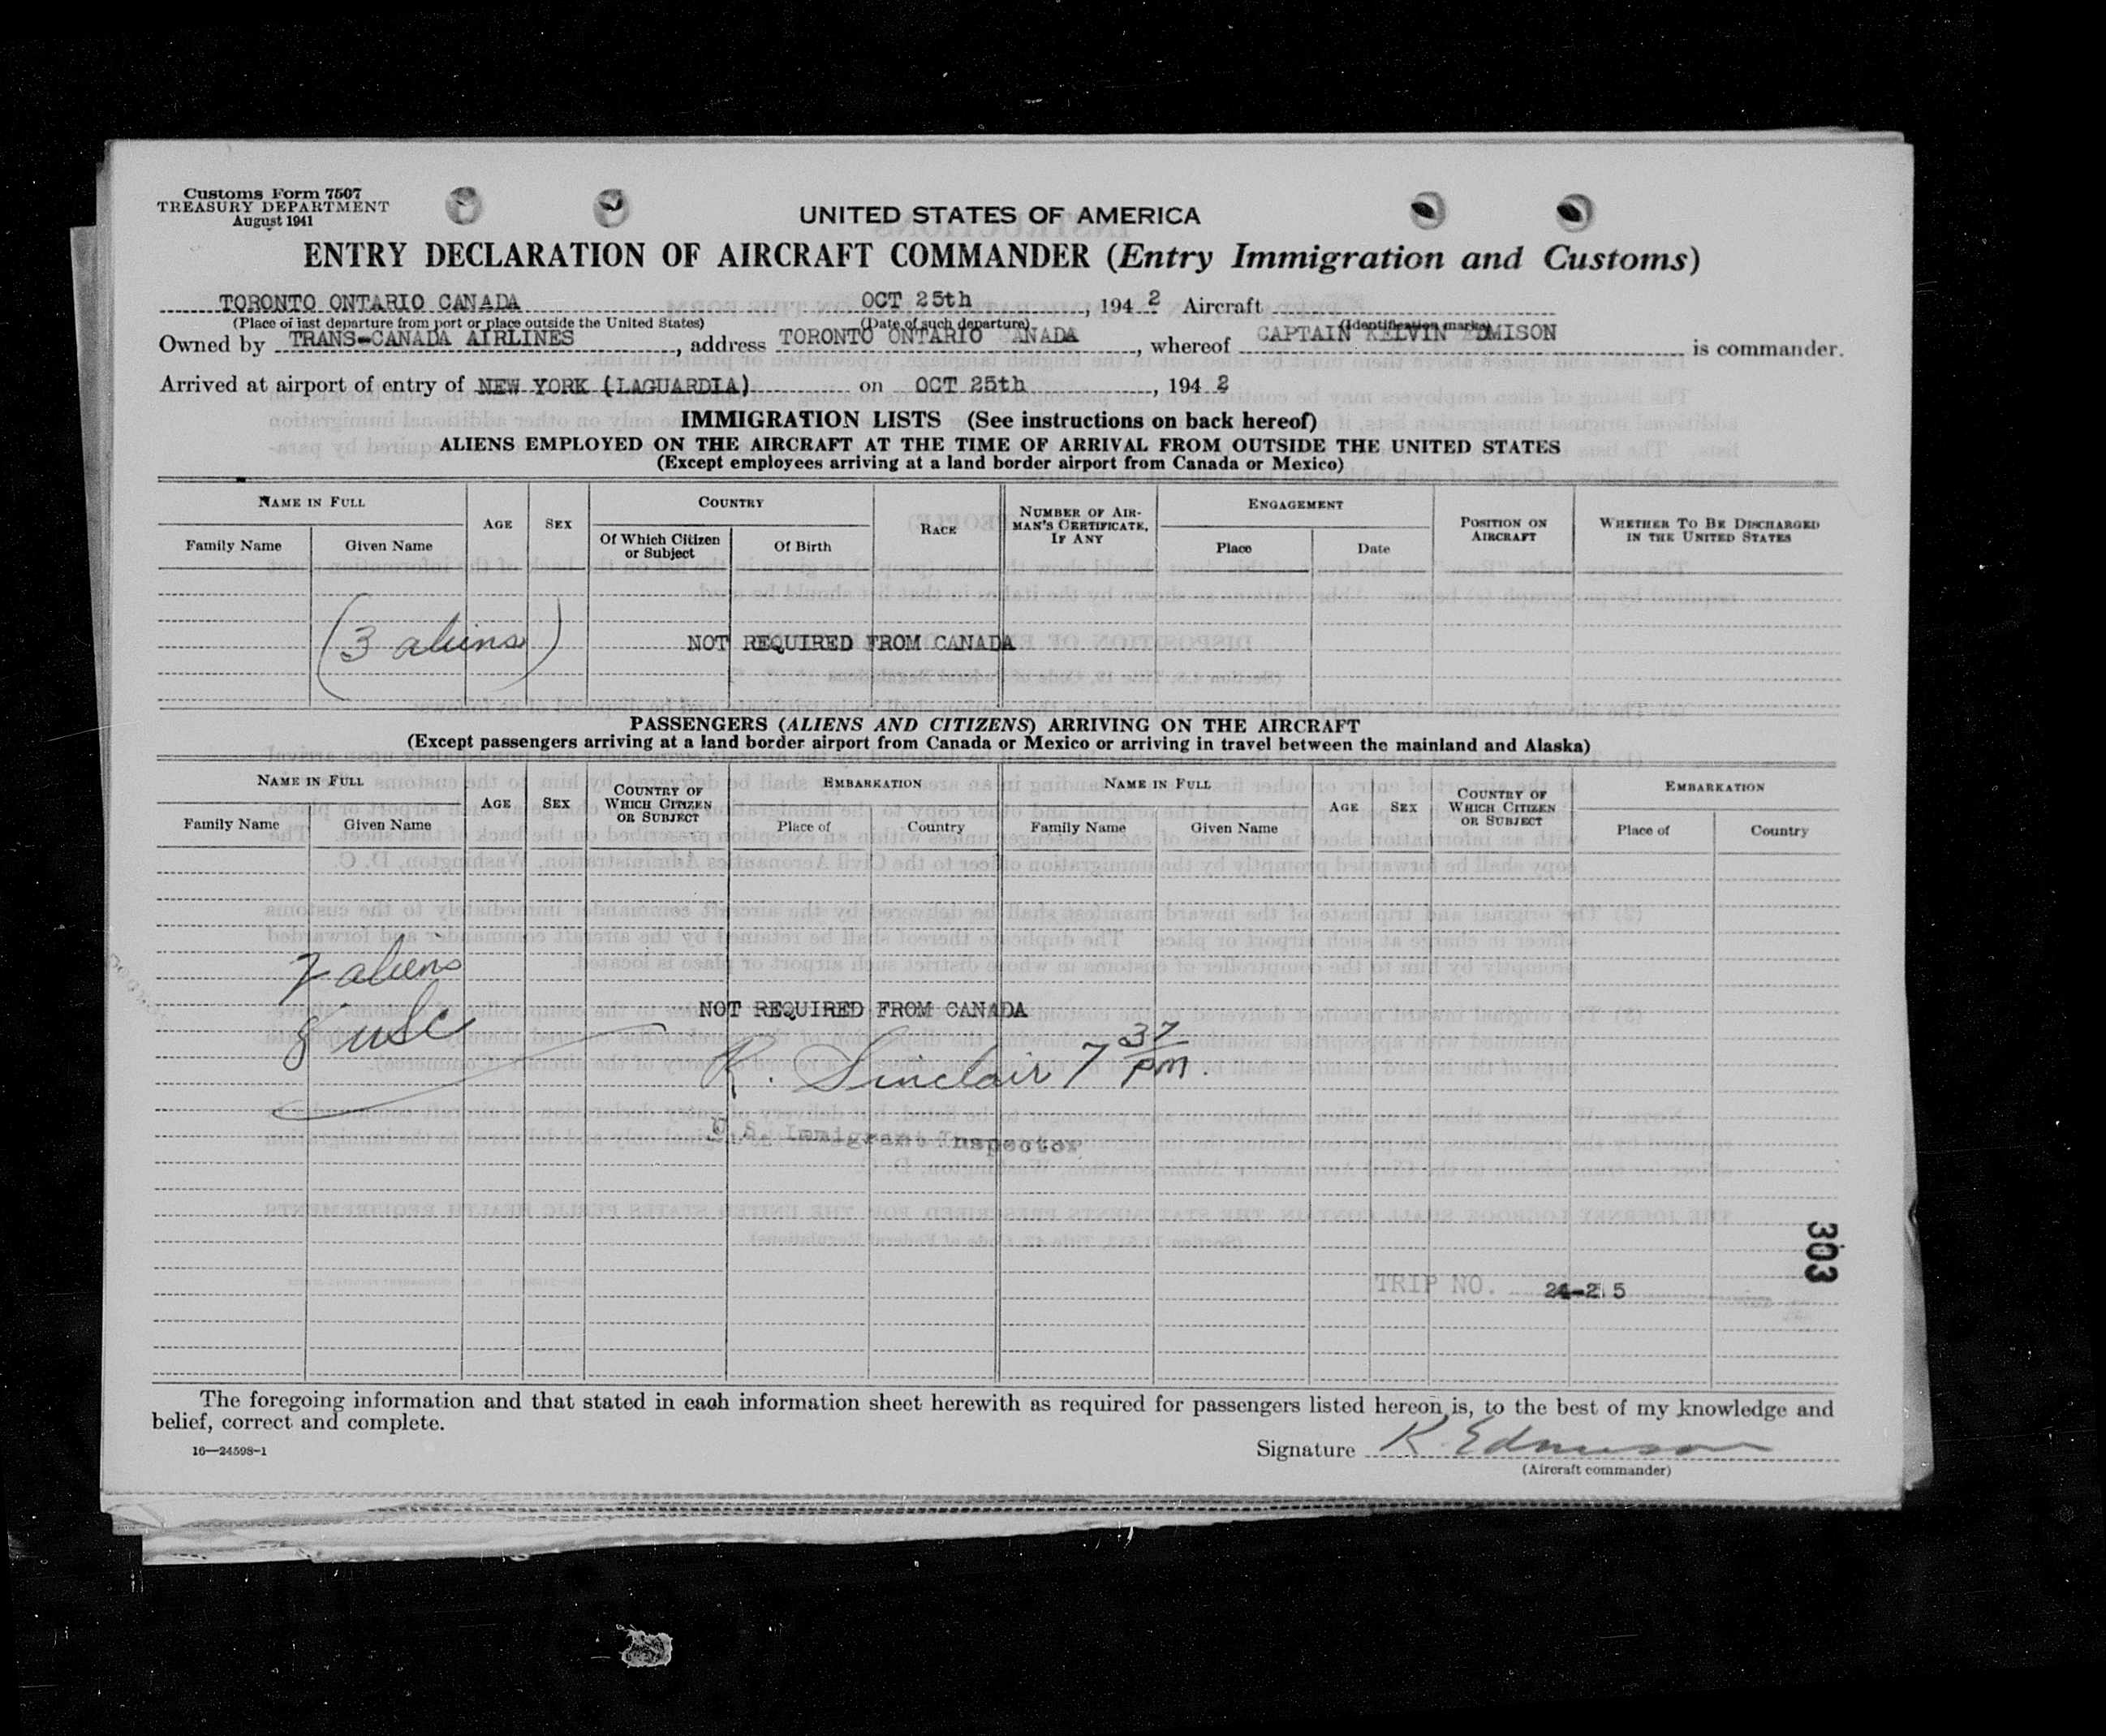 Customs Form 7507
TREASURY DEPARTMENT
August 1941
UNITED STATES OF AMERICA
ENTRY DECLARATION OF AIRCRAFT COMMANDER (Entry Immigration and Customs)
TORONTO ONTARIO CANADA OCT 25th, 1942 Aircraft
(Place of last departure from port or place outside the United States) (Date of such departure) (Identification marks)
Owned by TRANS-CANADA AIRLINES, address TORONTO ONTARIO ANADA, whereof CAPTAIN KELVIN EDMISON is commander.
Arrived at airport of entry of NEW YORK (LAGUARDIA) on OCT 25th, 1942
IMMIGRATION LISTS (See instructions on back hereof)
ALIENS EMPLOYED ON THE AIRCRAFT AT THE TIME OF ARRIVAL FROM OUTSIDE THE UNITED STATES
(Except employees arriving at a land border airport from Canada or Mexico)
NAME IN FULL
Family Name Given Name
AGE SEX
COUNTRY
Of Which Citizen or Subject Of Birth
RACE
NUMBER OF AIRMAN'S CERTIFICATE, IF ANY
ENGAGEMENT
Place Date
POSITION ON AIRCRAFT
WHETHER TO BE DISCHARGED IN THE UNITED STATES
(3 aliens) NOT REQUIRED FROM CANADA
PASSENGERS (ALIENS AND CITIZENS) ARRIVING ON THE AIRCRAFT
(Except passengers arriving at a land border airport from Canada or Mexico or arriving in travel between the mainland and Alaska)
NAME IN FULL
Family Name Given Name
AGE SEX
COUNTRY OF WHICH CITIZEN OR SUBJECT
EMBARKATION
Place of Country
NAME IN FULL
Family Name Given Name
AGE SEX
COUNTRY OF WHICH CITIZEN OR SUBJECT
EMBARKATION
Place of Country
7 aliens
8 usc
NOT REQUIRED FROM CANADA
K. Sinclair 7 37 pm.
U.S. Immigrant Inspector
303
TRIP NO. 24-25
The foregoing information and that stated in each information sheet herewith as required for passengers listed hereon is, to the best of my knowledge and
belief, correct and complete.
16—24598-1
Signature K. Edmison
(Aircraft commander)